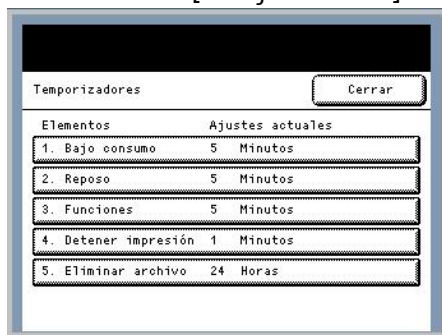 Temporizadores Cerrar
Elementos Ajustes actuales
1. Bajo consumo 5 Minutos
2. Reposo 5 Minutos
3. Funciones 5 Minutos
4. Detener impresión 1 Minutos
5. Eliminar archivo 24 Horas